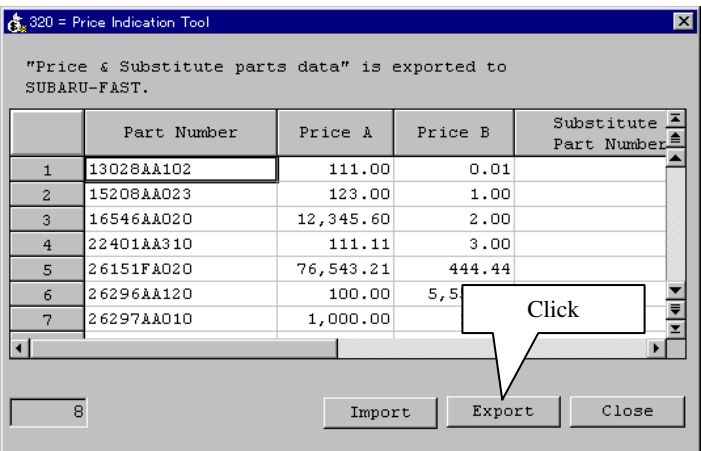 320 = Price Indication Tool
"Price & Substitute parts data" is exported to
SUBARU-FAST.
Part Number Price A Price B Substitute Part Number
1 13028AA102 111.00 0.01
2 15208AA023 123.00 1.00
3 16546AA020 12,345.60 2.00
4 22401AA310 111.11 3.00
5 26151FA020 76,543.21 444.44
6 26296AA120 100.00
7 26297AA010 1,000.00
Click
8 Import Export Close